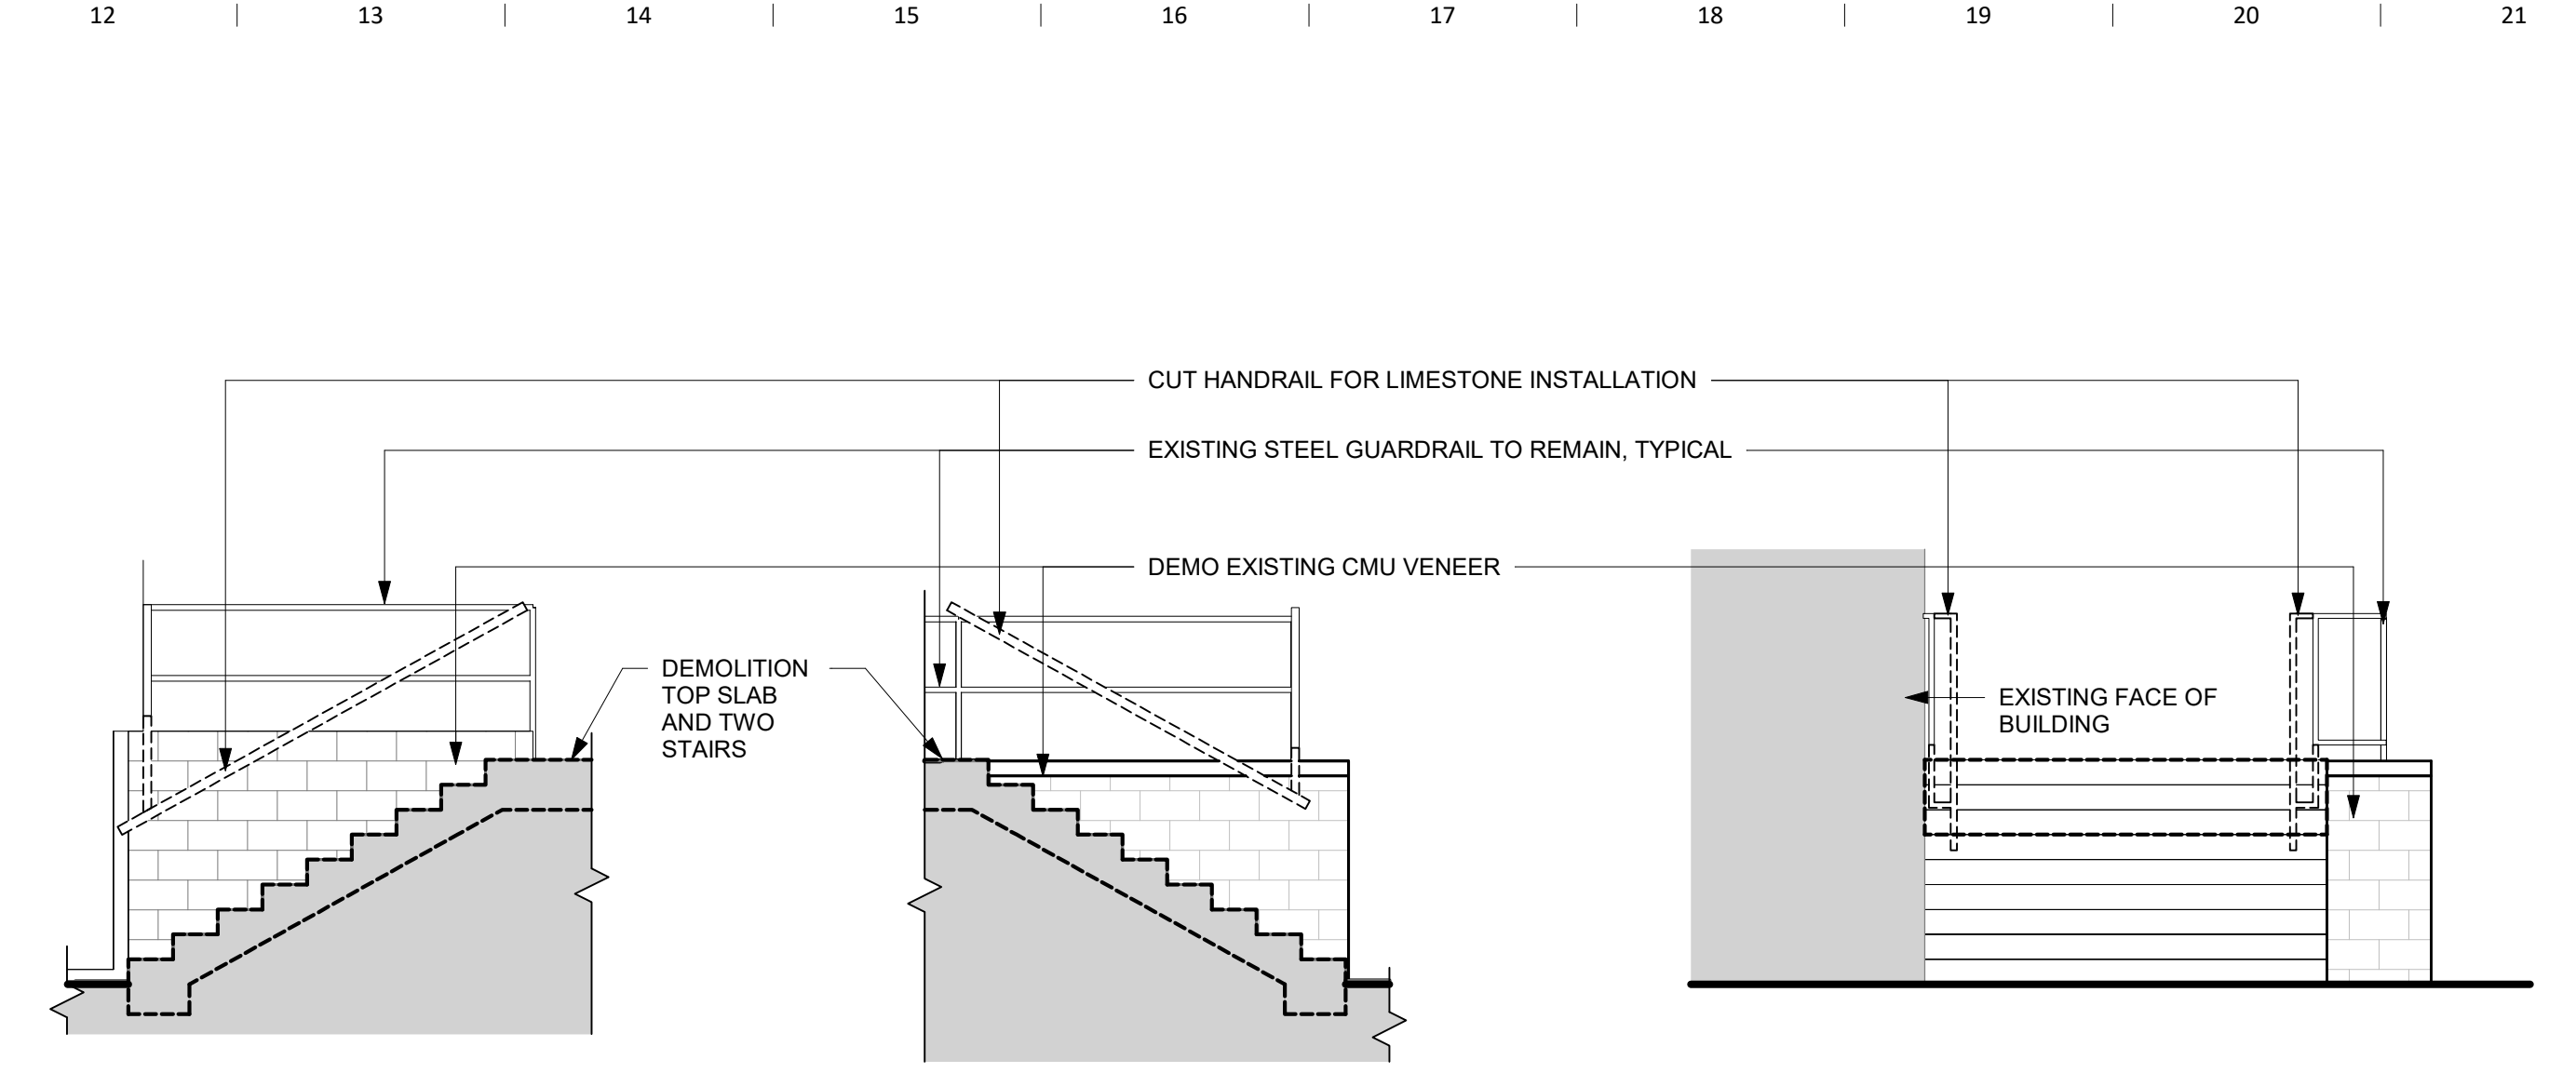 12 13 14 15 16 17 18 19 20 21
CUT HANDRAIL FOR LIMESTONE INSTALLATION
EXISTING STEEL GUARDRAIL TO REMAIN, TYPICAL
DEMO EXISTING CMU VENEER
DEMOLITION
TOP SLAB
AND TWO
STAIRS
EXISTING FACE OF
BUILDING